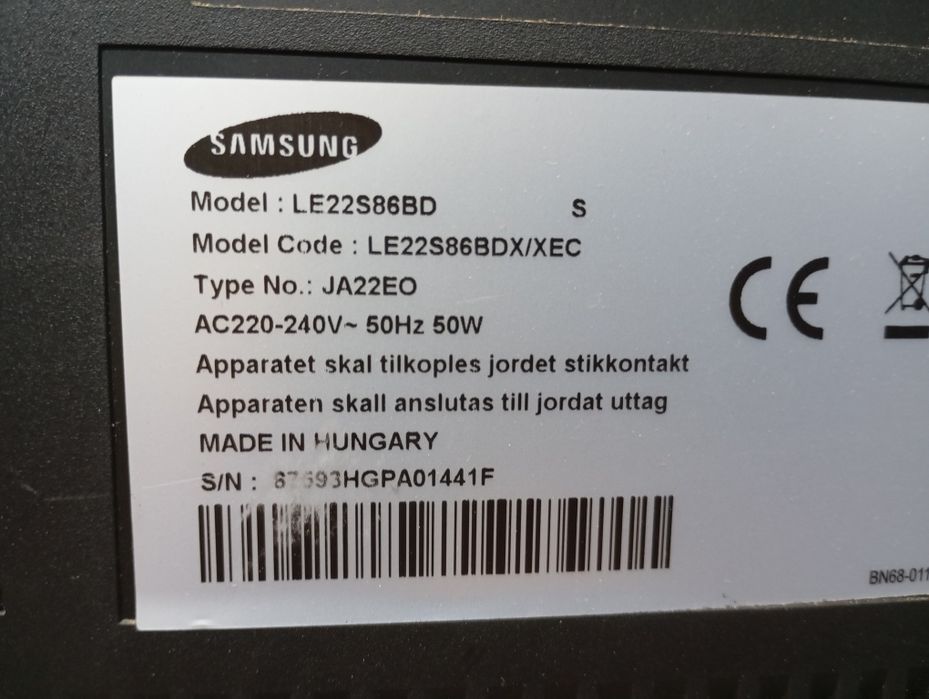 SAMSUNG
Model : LE22S86BD S
Model Code : LE22S86BDX/XEC
Type No.: JA22EO
AC220-240V~ 50Hz 50W
Apparatet skal tilkoples jordet stikkontakt
Apparaten skall anslutas till jordat uttag
MADE IN HUNGARY
S/N :
CE